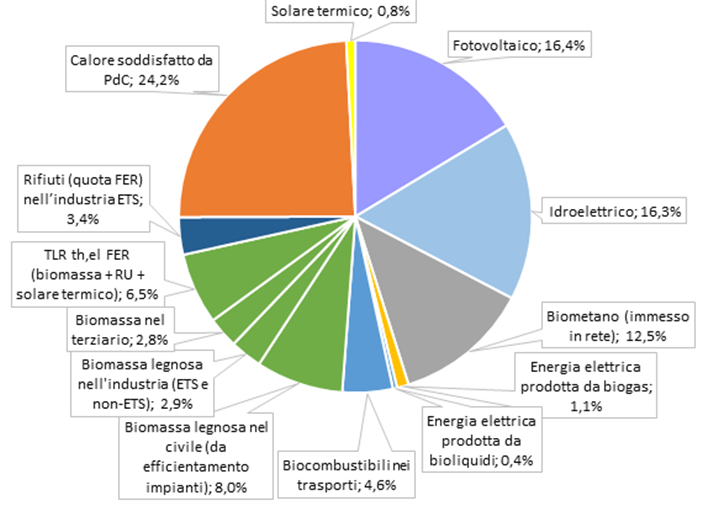 Solare termico; 0,8%
Fotovoltaico; 16,4%
Idroelettrico; 16,3%
Biometano (immesso
in rete); 12,5%
Energia elettrica
prodotta da biogas;
1,1%
Energia elettrica
prodotta da
bioliquidi; 0,4%
Biocombustibili nei
trasporti; 4,6%
Biomassa legnosa nel
civile (da
efficientamento
impianti); 8,0%
Biomassa legnosa
nell'industria (ETS e
non-ETS); 2,9%
Biomassa nel
terziario; 2,8%
TLR th,el FER
(biomassa + RU +
solare termico); 6,5%
Rifiuti (quota FER)
nell'industria ETS;
3,4%
Calore soddisfatto da
PdC; 24,2%